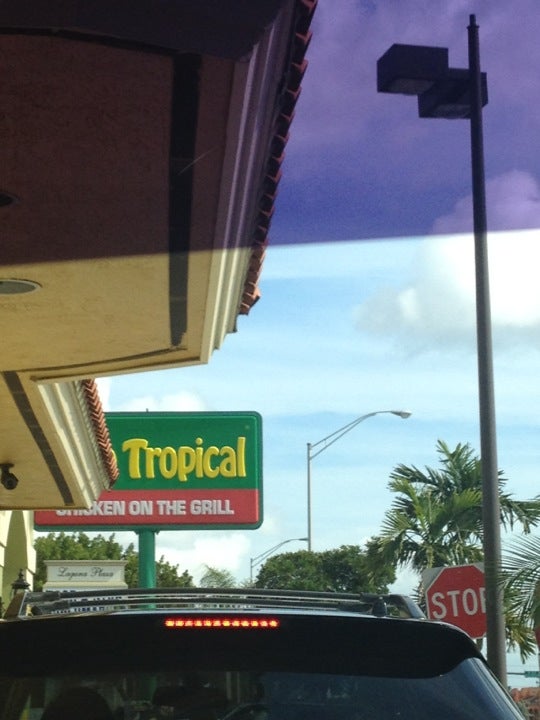 Tropical
CHICKEN ON THE GRILL
Laguna Plaza
STOP